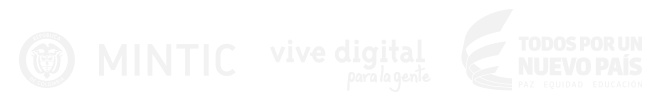 MINTIC
vive digital
para la gente
TODOS POR UN
NUEVO PAÍS
PAZ EQUIDAD EDUCACIÓN